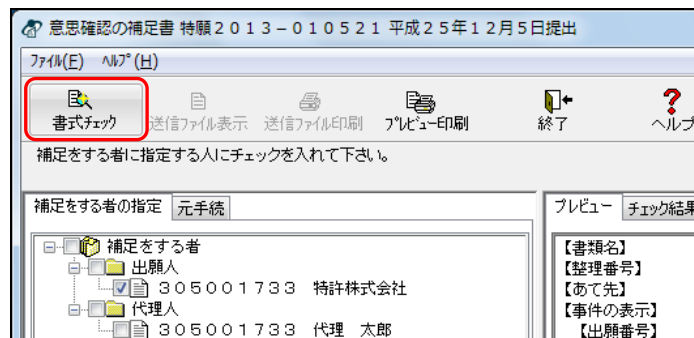 意思確認の補足書 特願２０１３－０１０５２１ 平成２５年１２月５日提出
ﾌｧｲﾙ(F) ﾍﾙﾌﾟ(H)
書式ﾁｪｯｸ 送信ﾌｧｲﾙ表示 送信ﾌｧｲﾙ印刷 ﾌﾟﾚﾋﾞｭｰ印刷 終了 ヘルプ
補足をする者に指定する人にチェックを入れて下さい。
補足をする者の指定 元手続
補足をする者
出願人
３０５００１７３３ 特許株式会社
代理人
３０５００１７３３ 代理 太郎
プレビュー チェック結果
【書類名】
【整理番号】
【あて先】
【事件の表示】
【出願番号】